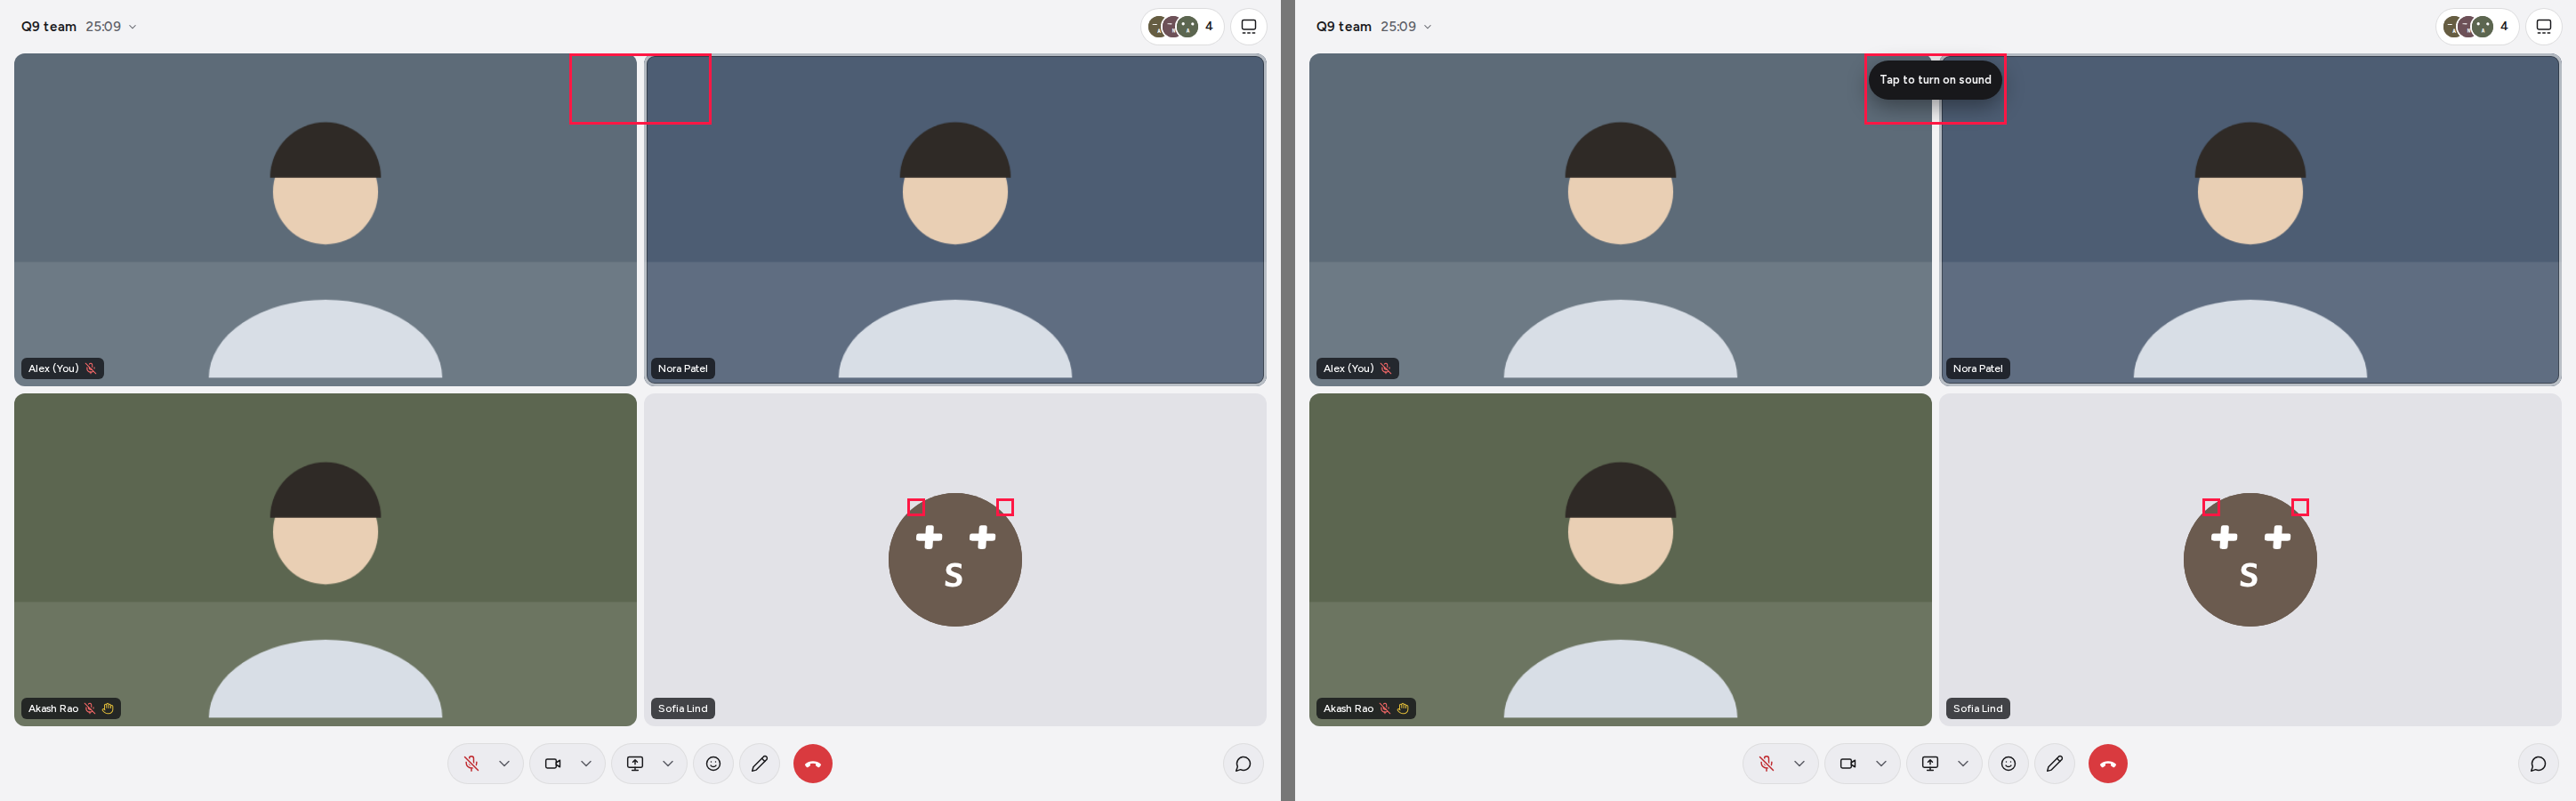 Q9 team 25:09
4
Alex (You)
Nora Patel
S
Akash Rao
Sofia Lind
Q9 team 25:09
4
Tap to turn on sound
Alex (You)
Nora Patel
S
Akash Rao
Sofia Lind